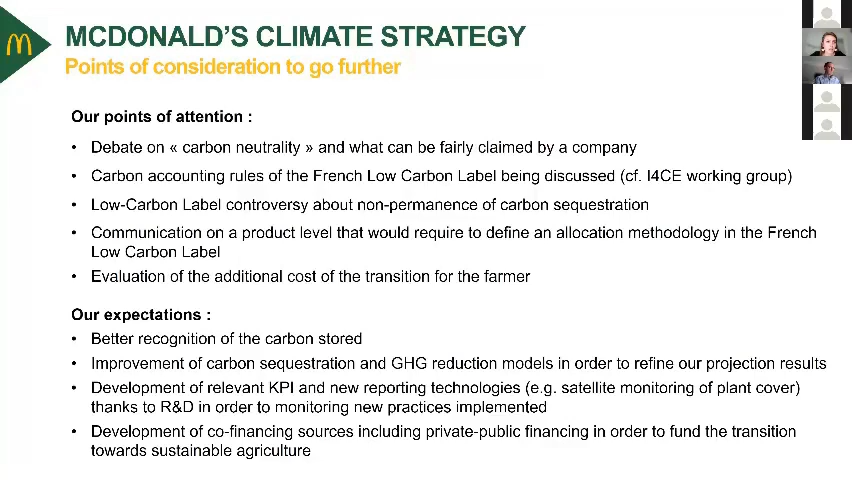 MCDONALD'S CLIMATE STRATEGY
Points of consideration to go further
Our points of attention :
• Debate on « carbon neutrality » and what can be fairly claimed by a company
• Carbon accounting rules of the French Low Carbon Label being discussed (cf. I4CE working group)
• Low-Carbon Label controversy about non-permanence of carbon sequestration
• Communication on a product level that would require to define an allocation methodology in the French
Low Carbon Label
• Evaluation of the additional cost of the transition for the farmer
Our expectations :
• Better recognition of the carbon stored
• Improvement of carbon sequestration and GHG reduction models in order to refine our projection results
• Development of relevant KPI and new reporting technologies (e.g. satellite monitoring of plant cover)
thanks to R&D in order to monitoring new practices implemented
• Development of co-financing sources including private-public financing in order to fund the transition
towards sustainable agriculture